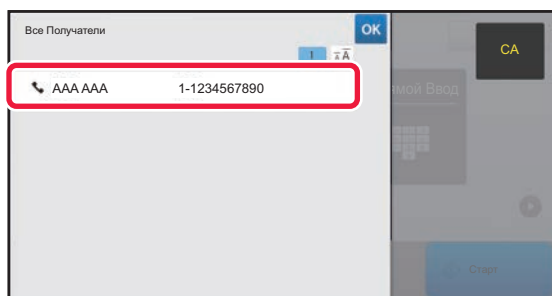 Все Получатели
OK
CA
1
AAA AAA 1-1234567890
мой Ввод
Старт